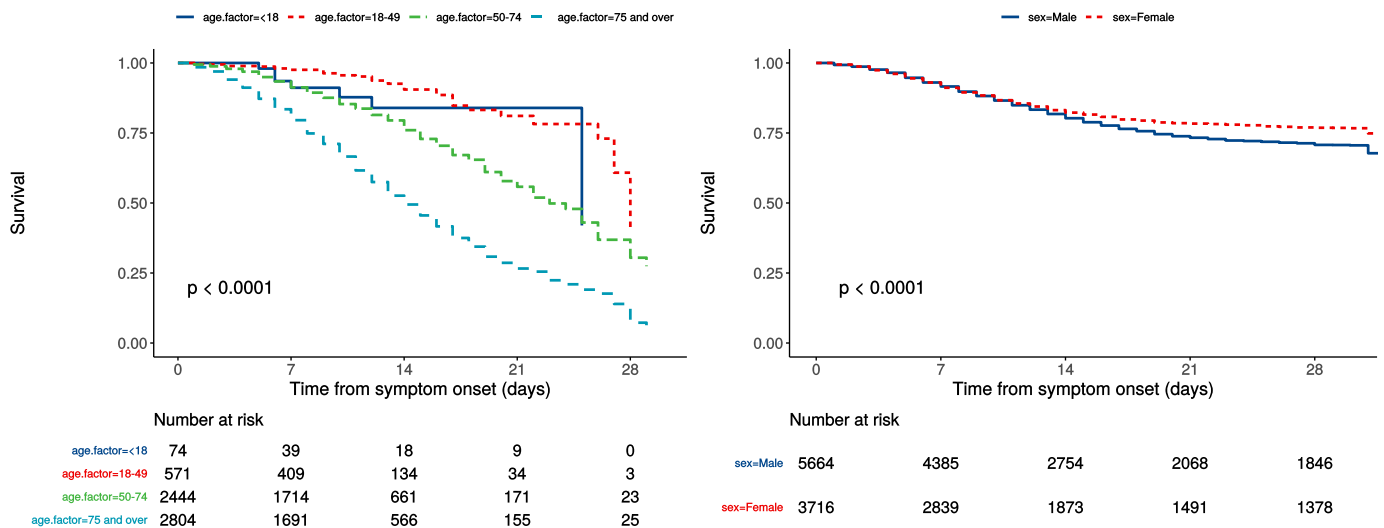 age.factor=<18 age.factor=18-49 age.factor=50-74 age.factor=75 and over
1.00
0.75
0.50
0.25
0.00
Survival
p < 0.0001
0 7 14 21 28
Time from symptom onset (days)
Number at risk
age.factor=<18 74 39 18 9 0
age.factor=18-49 571 409 134 34 3
age.factor=50-74 2444 1714 661 171 23
age.factor=75 and over 2804 1691 566 155 25
sex=Male sex=Female
1.00
0.75
0.50
0.25
0.00
Survival
p < 0.0001
0 7 14 21 28
Time from symptom onset (days)
Number at risk
sex=Male 5664 4385 2754 2068 1846
sex=Female 3716 2839 1873 1491 1378